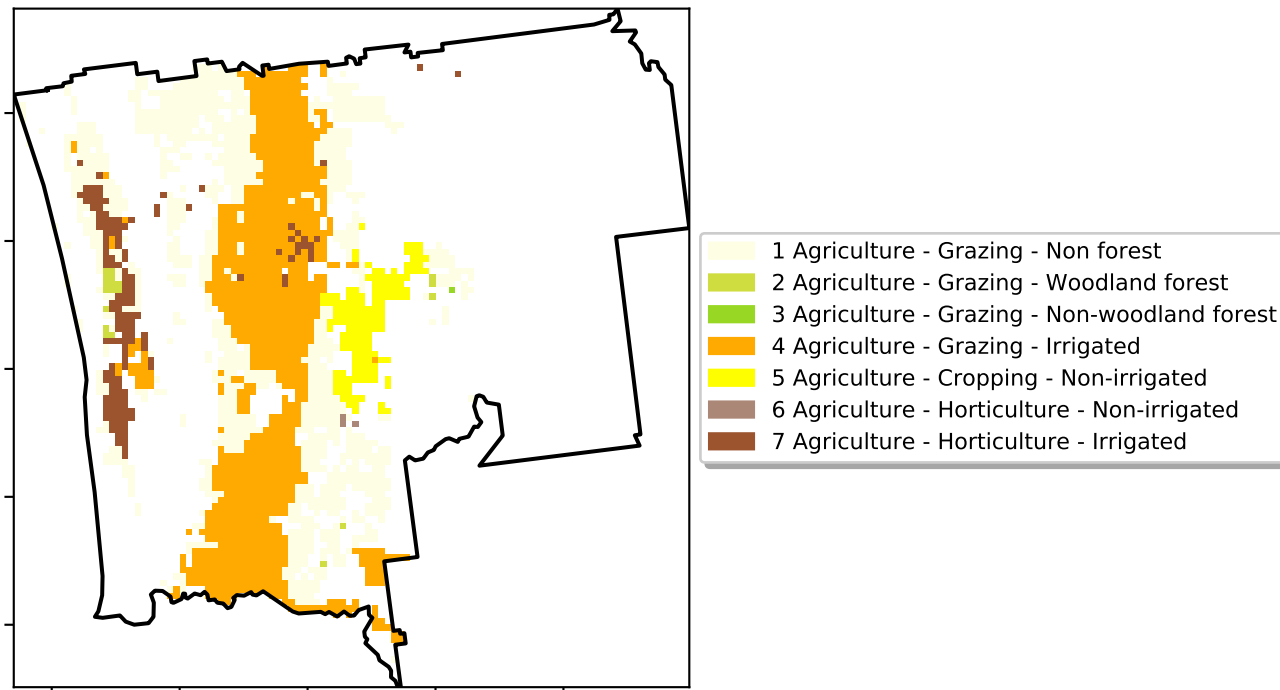 1 Agriculture - Grazing - Non forest
2 Agriculture - Grazing - Woodland forest
3 Agriculture - Grazing - Non-woodland forest
4 Agriculture - Grazing - Irrigated
5 Agriculture - Cropping - Non-irrigated
6 Agriculture - Horticulture - Non-irrigated
7 Agriculture - Horticulture - Irrigated